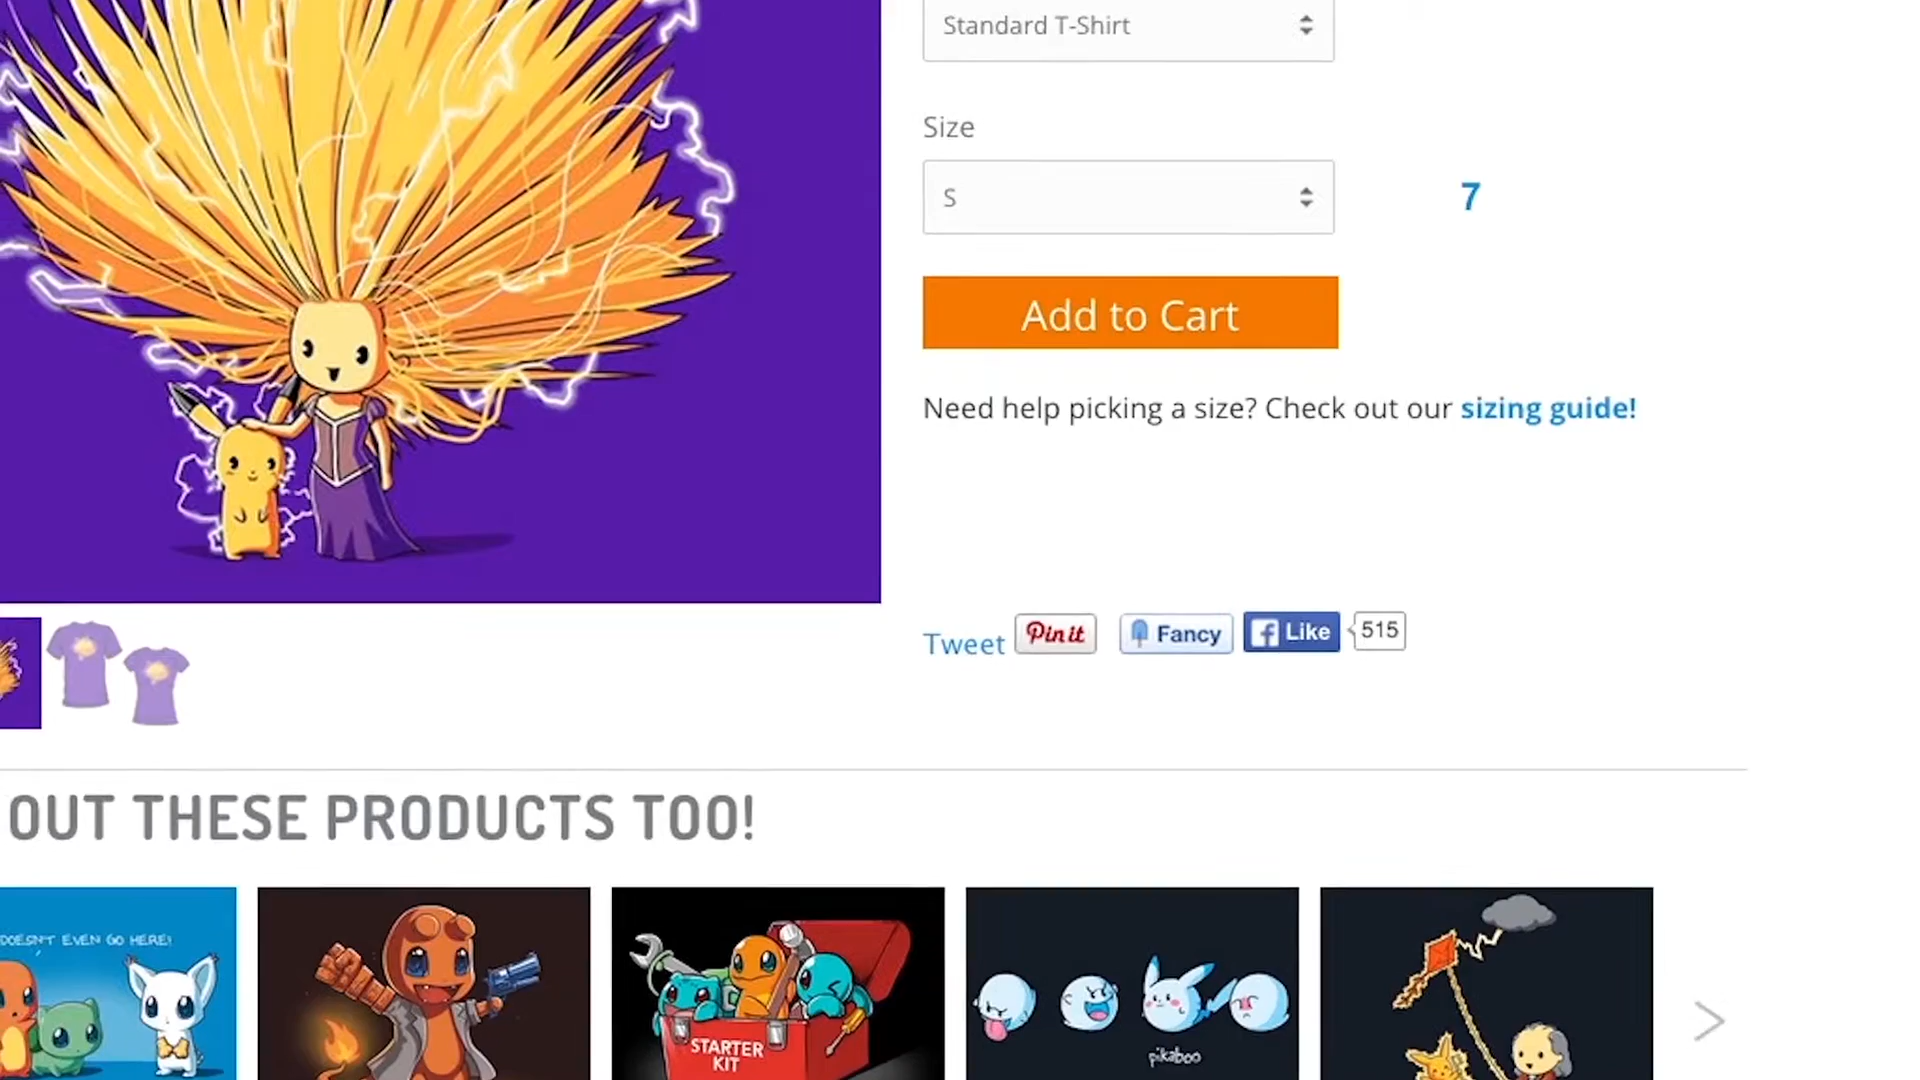 Standard T-Shirt
Size
S
7
Add to Cart
Need help picking a size? Check out our sizing guide!
Tweet
Pin it
Fancy
Like
515
OUT THESE PRODUCTS TOO!
DOESN'T EVEN GO HERE!
STARTER
KIT
pikaboo